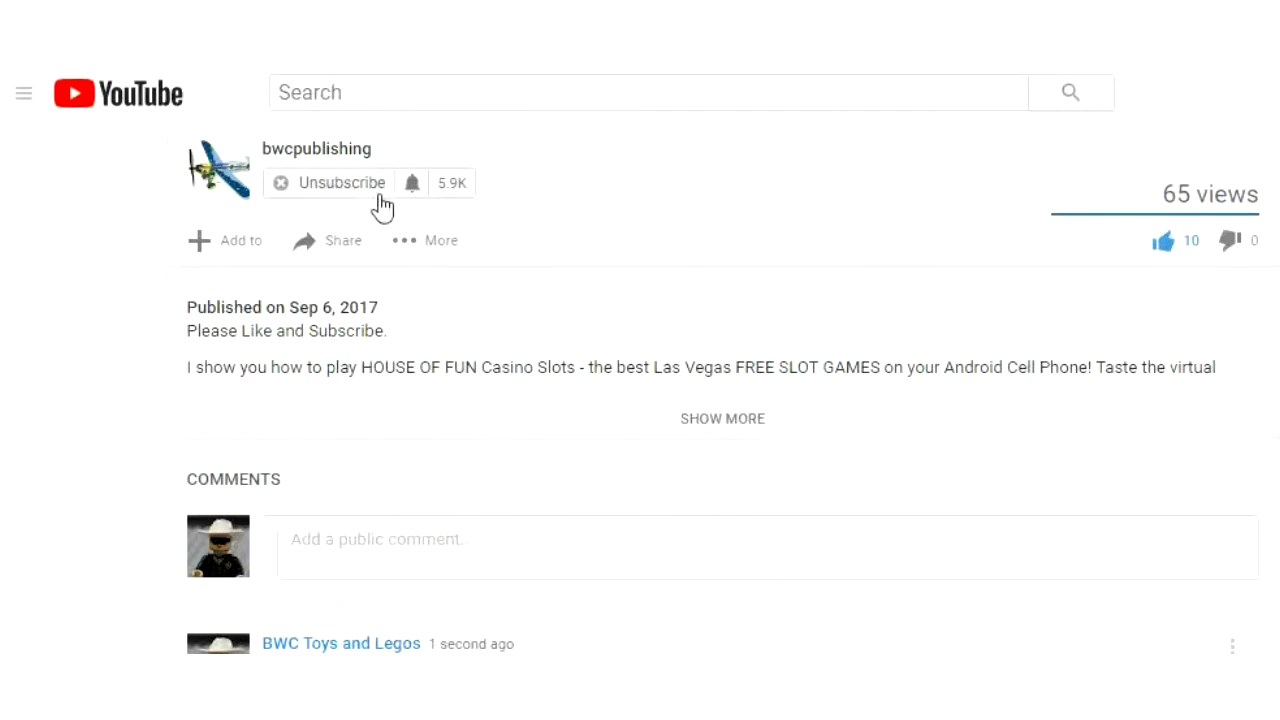 YouTube
Search
bwcpublishing
Unsubscribe 5.9K
65 views
Add to Share More
10 0
Published on Sep 6, 2017
Please Like and Subscribe.
I show you how to play HOUSE OF FUN Casino Slots - the best Las Vegas FREE SLOT GAMES on your Android Cell Phone! Taste the virtual
SHOW MORE
COMMENTS
Add a public comment.
BWC Toys and Legos 1 second ago